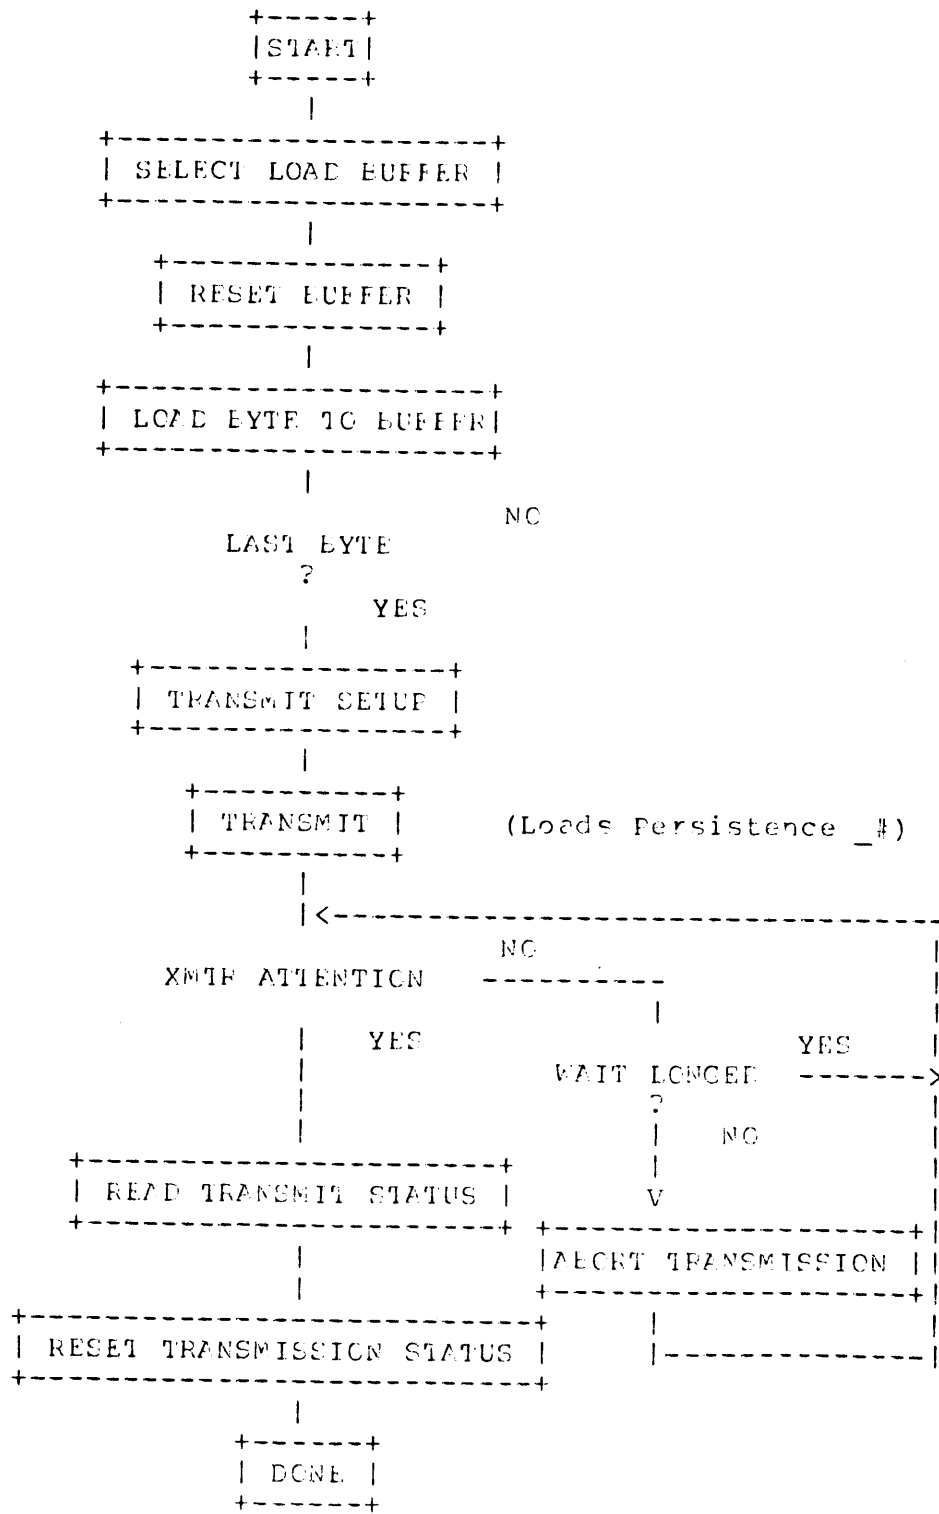 START
SELECT LOAD BUFFER
RESET BUFFER
LOAD BYTE TO BUFFER
NO
LAST BYTE
?
YES
TRANSMIT SETUP
TRANSMIT (Loads Persistence _#)
NO
XMTR ATTENTION
YES YES
WAIT LONGER
?
NO
READ TRANSMIT STATUS V
ABORT TRANSMISSION
RESET TRANSMISSION STATUS
DONE